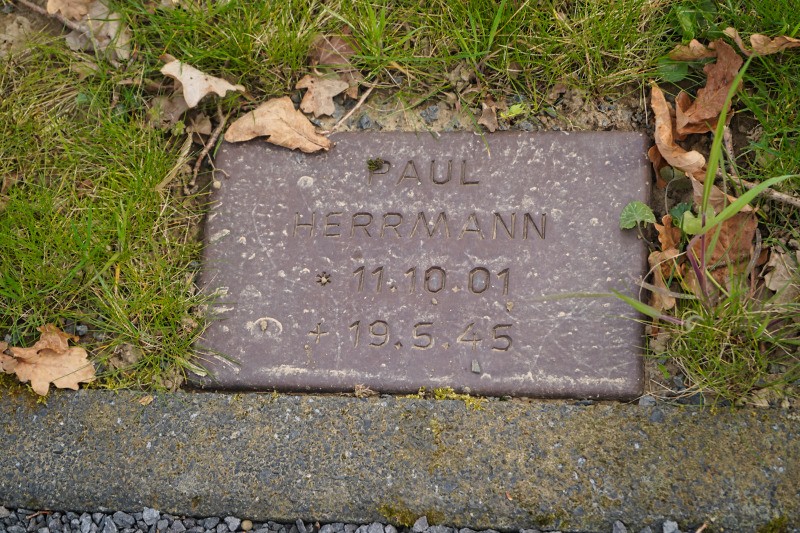 PAUL
HERRMANN
* 11.10.01
+ 19.5.45